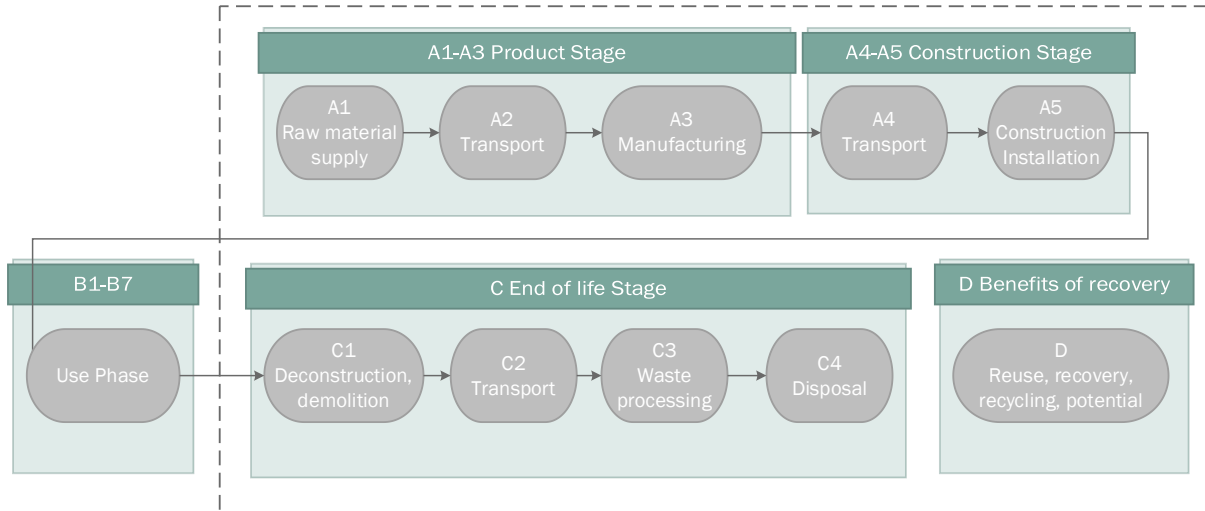 A1-A3 Product Stage
A1
Raw material
supply
A2
Transport
A3
Manufacturing
A4-A5 Construction Stage
A4
Transport
A5
Construction
Installation
B1-B7
Use Phase
C End of life Stage
C1
Deconstruction,
demolition
C2
Transport
C3
Waste
processing
C4
Disposal
D Benefits of recovery
D
Reuse, recovery,
recycling, potential